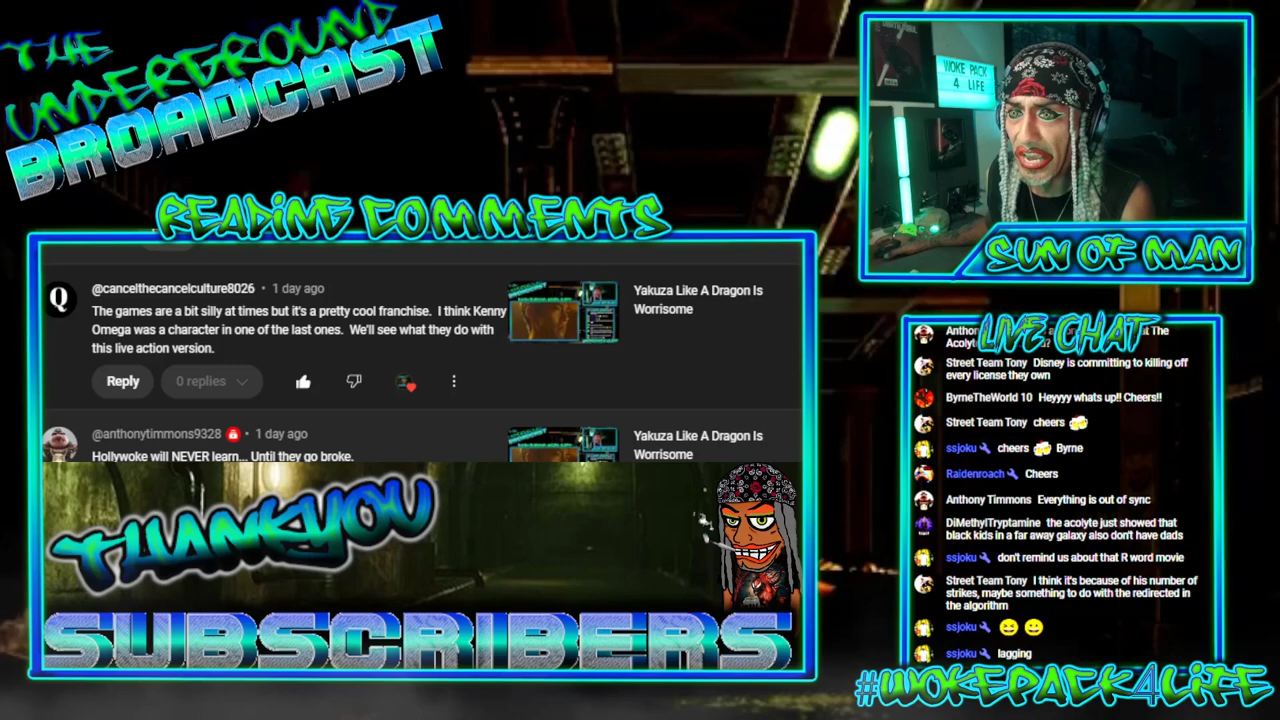 THE
UNDERGROUND
BROADCAST
READING COMMENTS
@cancelthecancelculture8026 • 1 day ago
The games are a bit silly at times but it's a pretty cool franchise. I think Kenny
Omega was a character in one of the last ones. We'll see what they do with
this live action version.
Reply 0 replies
Yakuza Like A Dragon Is
Worrisome
@anthonytimmons9328 • 1 day ago
Hollywoke will NEVER learn... Until they go broke.
Yakuza Like A Dragon Is
Worrisome
THANKYOU
SUBSCRIBERS
WOKE PACK
4 LIFE
SUN OF MAN
LIVE CHAT
The
Street Team Tony Disney is committing to killing off
every license they own
ByrneTheWorld 10 Heyyyy whats up!! Cheers!!
Street Team Tony cheers 🍻
ssjoku cheers 🍻 Byrne
Raidenroach Cheers
Anthony Timmons Everything is out of sync
DiMethylTryptamine the acolyte just showed that
black kids in a far away galaxy also don't have dads
ssjoku don't remind us about that R word movie
Street Team Tony I think it's because of his number of
strikes, maybe something to do with the redirected in
the algorithm
ssjoku 😆 😀
ssjoku lagging
#WOKEPACK4LIFE